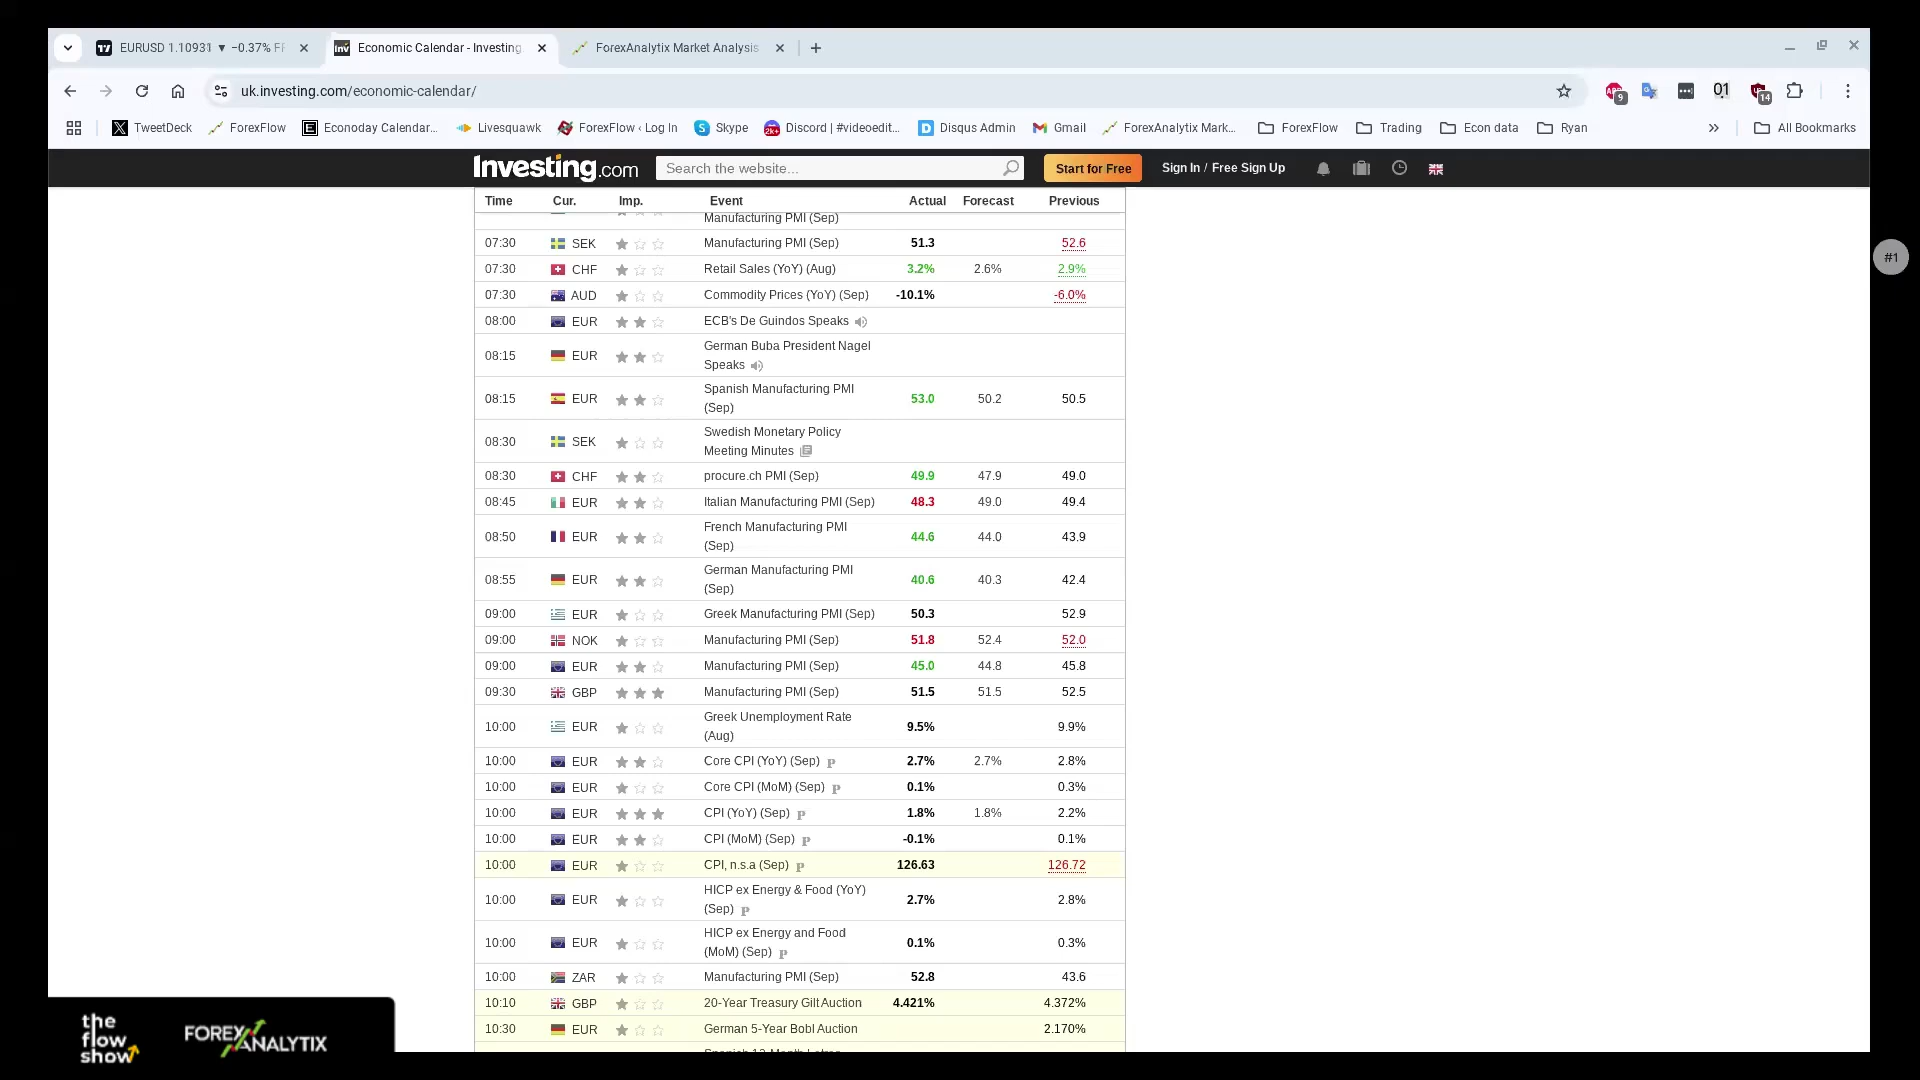 EURUSD 1.10931 ▼ −0.37%
Economic Calendar - Investing.
ForexAnalytix Market Analysis
uk.investing.com/economic-calendar/
9
14
01
TweetDeck
ForexFlow
Econoday Calendar...
Livesquawk
ForexFlow ‹ Log In
Skype
2k+
Discord | #videoedit...
Disqus Admin
Gmail
ForexAnalytix Mark...
ForexFlow
Trading
Econ data
Ryan
All Bookmarks
Investing.com
Search the website...
Start for Free
Sign In / Free Sign Up
#1
Time Cur. Imp. Event Actual Forecast Previous
Manufacturing PMI (Sep)
07:30 SEK Manufacturing PMI (Sep) 51.3 52.6
07:30 CHF Retail Sales (YoY) (Aug) 3.2% 2.6% 2.9%
07:30 AUD Commodity Prices (YoY) (Sep) -10.1% -6.0%
08:00 EUR ECB's De Guindos Speaks
08:15 EUR German Buba President Nagel
Speaks
08:15 EUR Spanish Manufacturing PMI
(Sep) 53.0 50.2 50.5
08:30 SEK Swedish Monetary Policy
Meeting Minutes
08:30 CHF procure.ch PMI (Sep) 49.9 47.9 49.0
08:45 EUR Italian Manufacturing PMI (Sep) 48.3 49.0 49.4
08:50 EUR French Manufacturing PMI
(Sep) 44.6 44.0 43.9
08:55 EUR German Manufacturing PMI
(Sep) 40.6 40.3 42.4
09:00 EUR Greek Manufacturing PMI (Sep) 50.3 52.9
09:00 NOK Manufacturing PMI (Sep) 51.8 52.4 52.0
09:00 EUR Manufacturing PMI (Sep) 45.0 44.8 45.8
09:30 GBP Manufacturing PMI (Sep) 51.5 51.5 52.5
10:00 EUR Greek Unemployment Rate
(Aug) 9.5% 9.9%
10:00 EUR Core CPI (YoY) (Sep) P 2.7% 2.7% 2.8%
10:00 EUR Core CPI (MoM) (Sep) P 0.1% 0.3%
10:00 EUR CPI (YoY) (Sep) P 1.8% 1.8% 2.2%
10:00 EUR CPI (MoM) (Sep) P -0.1% 0.1%
10:00 EUR CPI, n.s.a (Sep) P 126.63 126.72
10:00 EUR HICP ex Energy & Food (YoY)
(Sep) P 2.7% 2.8%
10:00 EUR HICP ex Energy and Food
(MoM) (Sep) P 0.1% 0.3%
10:00 ZAR Manufacturing PMI (Sep) 52.8 43.6
10:10 GBP 20-Year Treasury Gilt Auction 4.421% 4.372%
10:30 EUR German 5-Year Bobl Auction 2.170%
the
flow
show
FOREX ANALYTIX